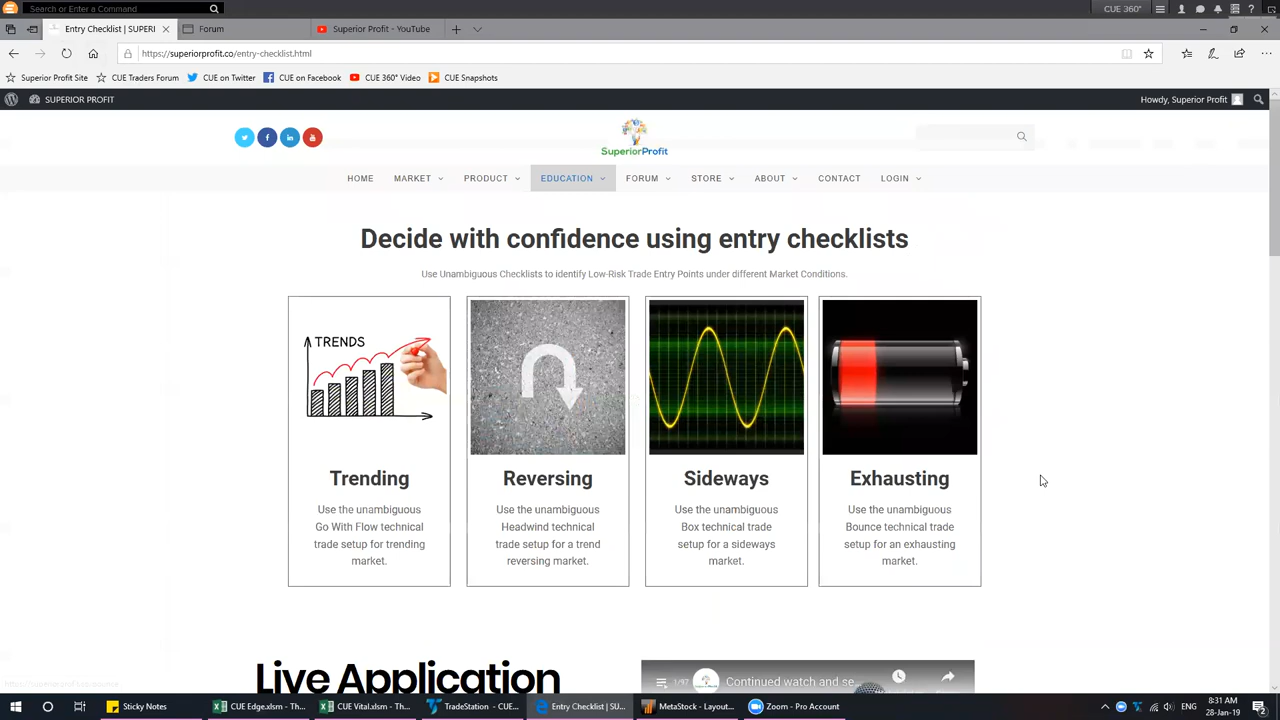 Search or Enter a Command
CUE 360°
Entry Checklist | SUPERI
Forum
Superior Profit - YouTube
https://superiorprofit.co/entry-checklist.html
Superior Profit Site
CUE Traders Forum
CUE on Twitter
CUE on Facebook
CUE 360° Video
CUE Snapshots
SUPERIOR PROFIT
Howdy, Superior Profit
SuperiorProfit
HOME
MARKET
PRODUCT
EDUCATION
FORUM
STORE
ABOUT
CONTACT
LOGIN
Decide with confidence using entry checklists
Use Unambiguous Checklists to identify Low-Risk Trade Entry Points under different Market Conditions.
TRENDS
Trending
Use the unambiguous
Go With Flow technical
trade setup for trending
market.
Reversing
Use the unambiguous
Headwind technical
trade setup for a trend
reversing market.
Sideways
Use the unambiguous
Box technical trade
setup for a sideways
market.
Exhausting
Use the unambiguous
Bounce technical trade
setup for an exhausting
market.
Live Application
1/97
Continued watch and se...
Sticky Notes
CUE Edge.xlsm - Th...
CUE Vital.xlsm - Th...
TradeStation - CUE...
Entry Checklist | SU...
MetaStock - Layout...
Zoom - Pro Account
8:31 AM
28-Jan-19